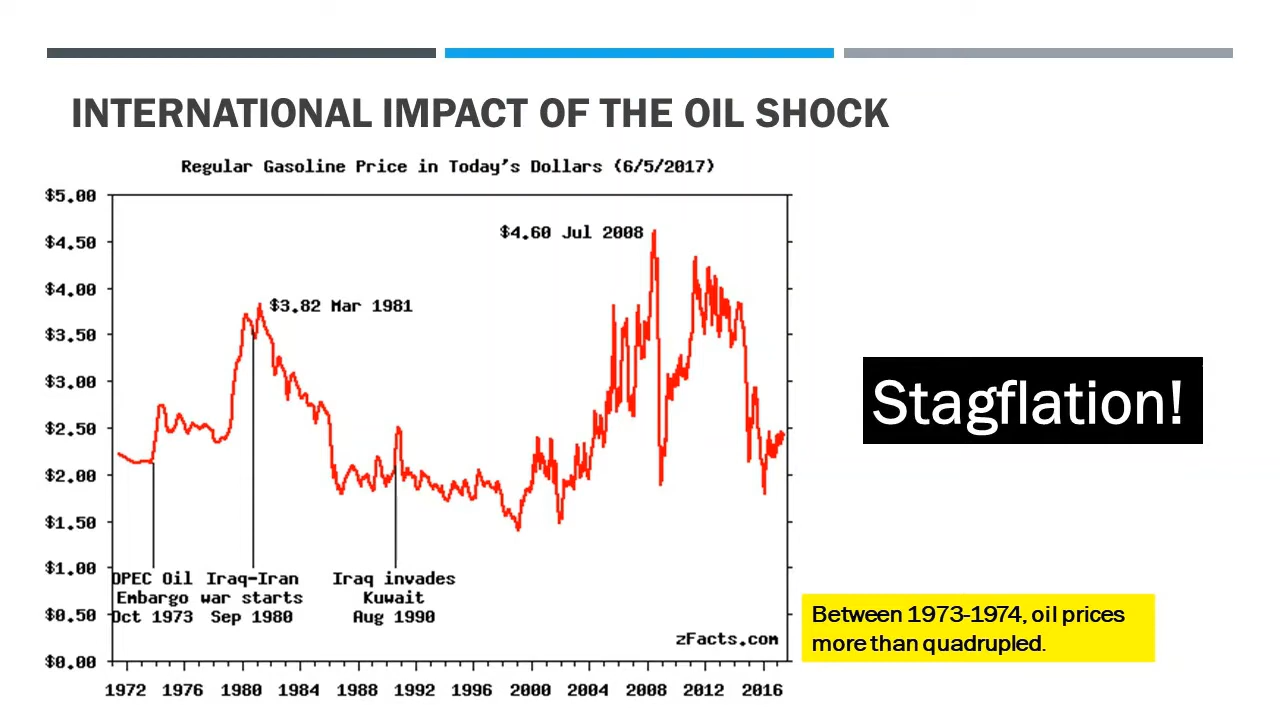 INTERNATIONAL IMPACT OF THE OIL SHOCK
Regular Gasoline Price in Today's Dollars (6/5/2017)
$5.00
$4.50
$4.00
$3.50
$3.00
$2.50
$2.00
$1.50
$1.00
$0.50
$0.00
$4.60 Jul 2008
$3.82 Mar 1981
OPEC Oil
Embargo
Oct 1973
Iraq-Iran
war starts
Sep 1980
Iraq invades
Kuwait
Aug 1990
zFacts.com
1972 1976 1980 1984 1988 1992 1996 2000 2004 2008 2012 2016
Stagflation!
Between 1973-1974, oil prices
more than quadrupled.